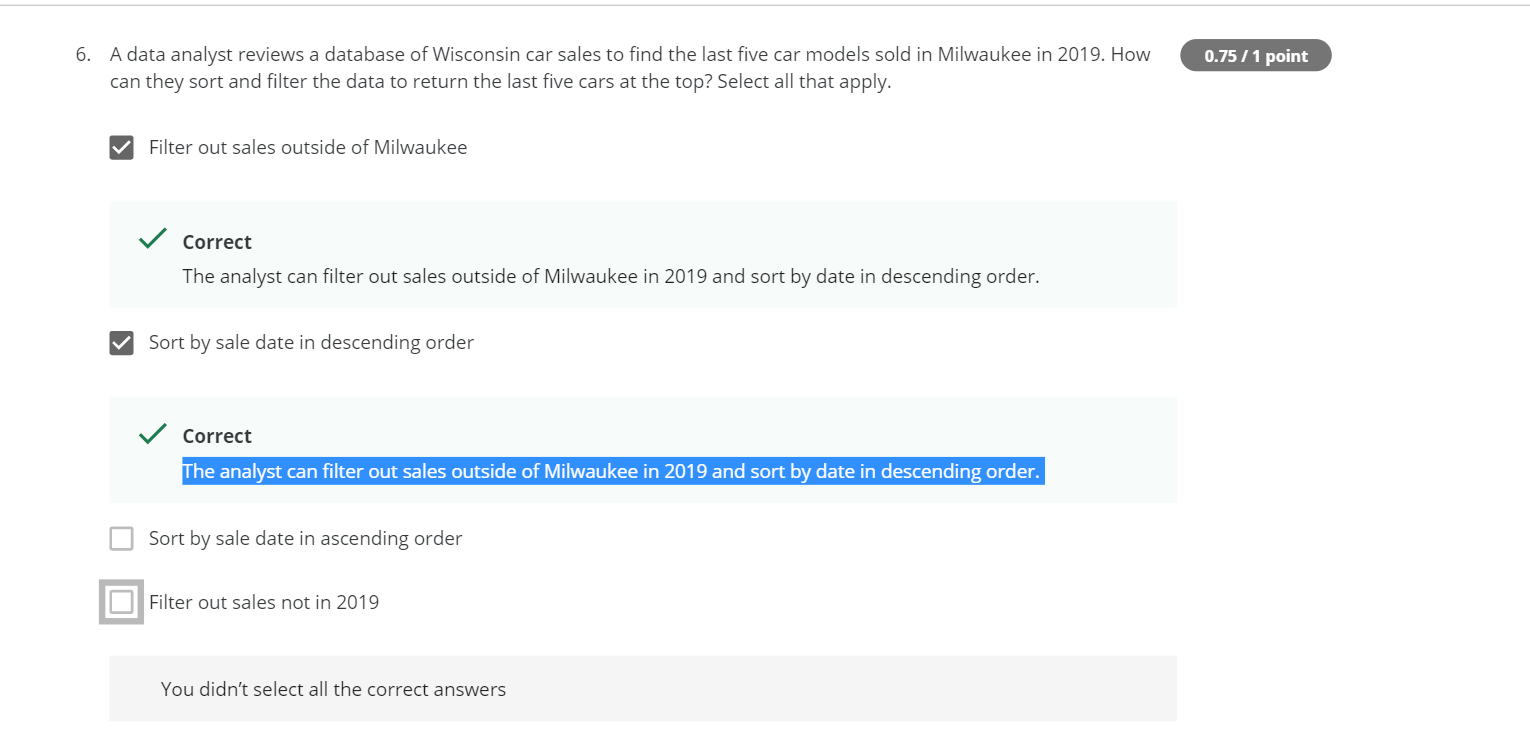 6. A data analyst reviews a database of Wisconsin car sales to find the last five car models sold in Milwaukee in 2019. How
can they sort and filter the data to return the last five cars at the top? Select all that apply.
0.75 / 1 point
Filter out sales outside of Milwaukee
Correct
The analyst can filter out sales outside of Milwaukee in 2019 and sort by date in descending order.
Sort by sale date in descending order
Correct
The analyst can filter out sales outside of Milwaukee in 2019 and sort by date in descending order.
Sort by sale date in ascending order
Filter out sales not in 2019
You didn’t select all the correct answers